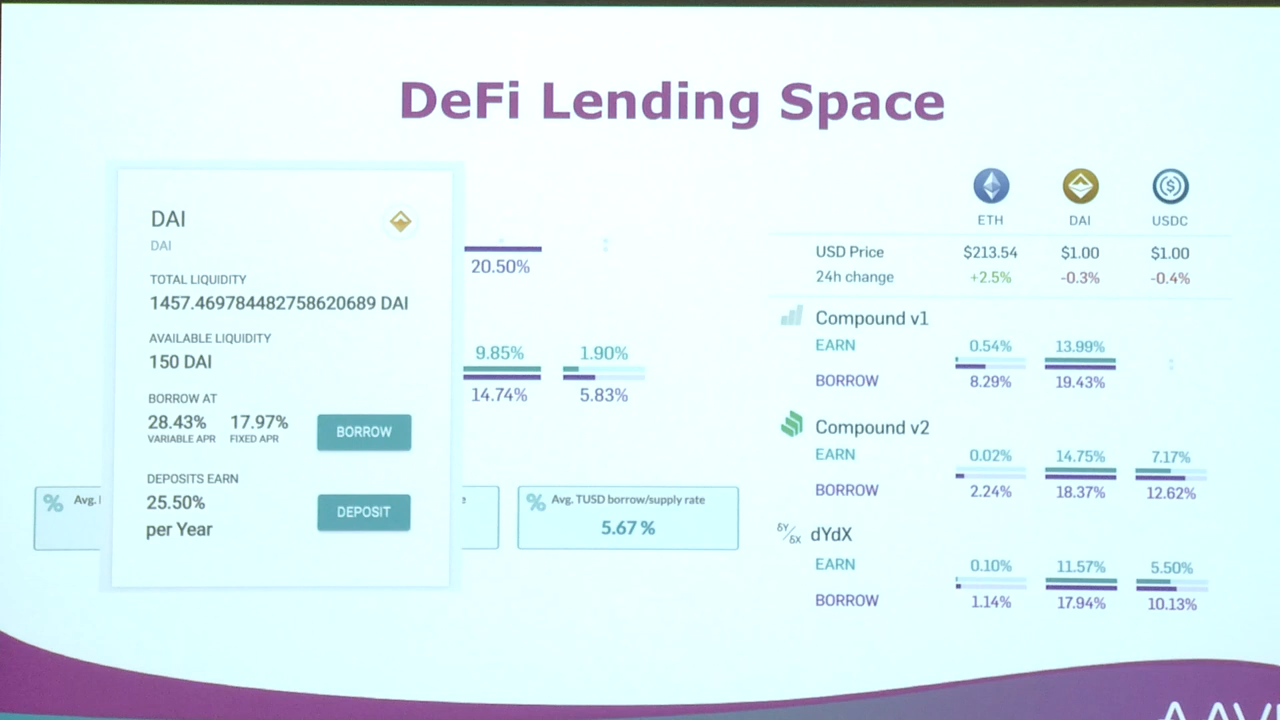 DeFi Lending Space
DAI
DAI
TOTAL LIQUIDITY
1457.469784482758620689 DAI
AVAILABLE LIQUIDITY
150 DAI
BORROW AT
28.43% 17.97%
VARIABLE APR FIXED APR
BORROW
DEPOSITS EARN
25.50%
per Year
DEPOSIT
20.50%
9.85% 1.90%
14.74% 5.83%
% Avg.
% Avg. TUSD borrow/supply rate
5.67 %
ETH DAI USDC
USD Price $213.54 $1.00 $1.00
24h change +2.5% -0.3% -0.4%
Compound v1
EARN 0.54% 13.99%
BORROW 8.29% 19.43%
Compound v2
EARN 0.02% 14.75% 7.17%
BORROW 2.24% 18.37% 12.62%
δY/δX dYdX
EARN 0.10% 11.57% 5.50%
BORROW 1.14% 17.94% 10.13%